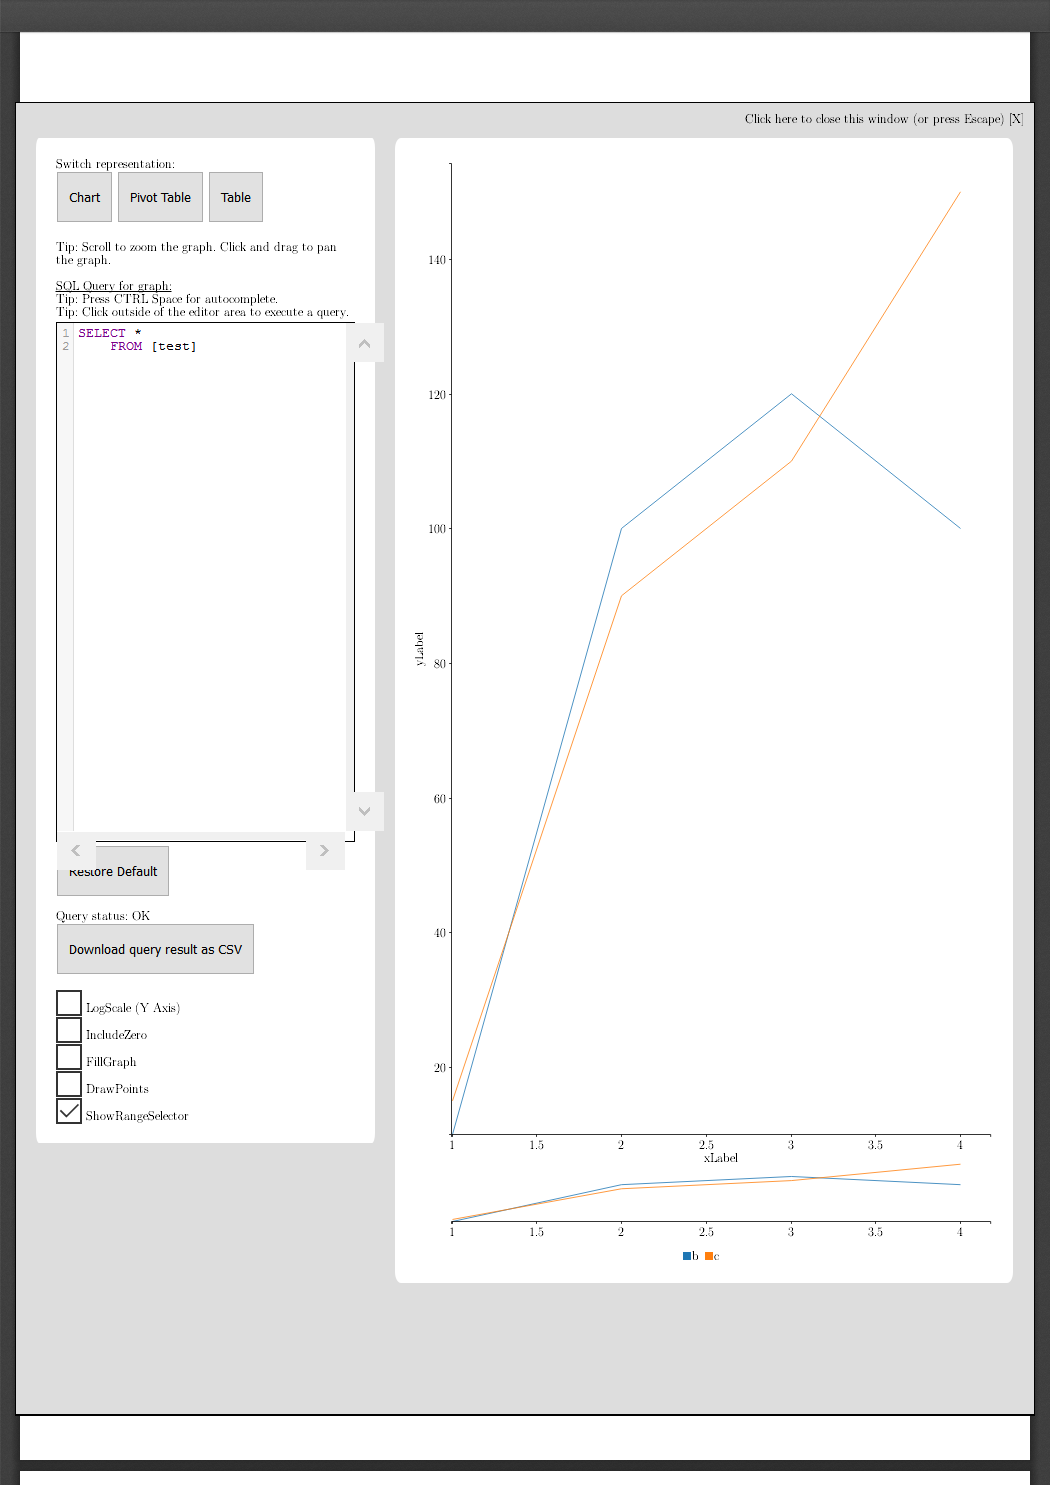 Click here to close this window (or press Escape) [X]
Switch representation:
Chart Pivot Table Table
Tip: Scroll to zoom the graph. Click and drag to pan
the graph.
SQL Query for graph:
Tip: Press CTRL Space for autocomplete.
Tip: Click outside of the editor area to execute a query.
1 SELECT *
2 FROM [test]
Restore Default
Query status: OK
Download query result as CSV
LogScale (Y Axis)
IncludeZero
FillGraph
DrawPoints
ShowRangeSelector
140
120
100
80
60
40
20
yLabel
1 1.5 2 2.5 3 3.5 4
xLabel
1 1.5 2 2.5 3 3.5 4
b c